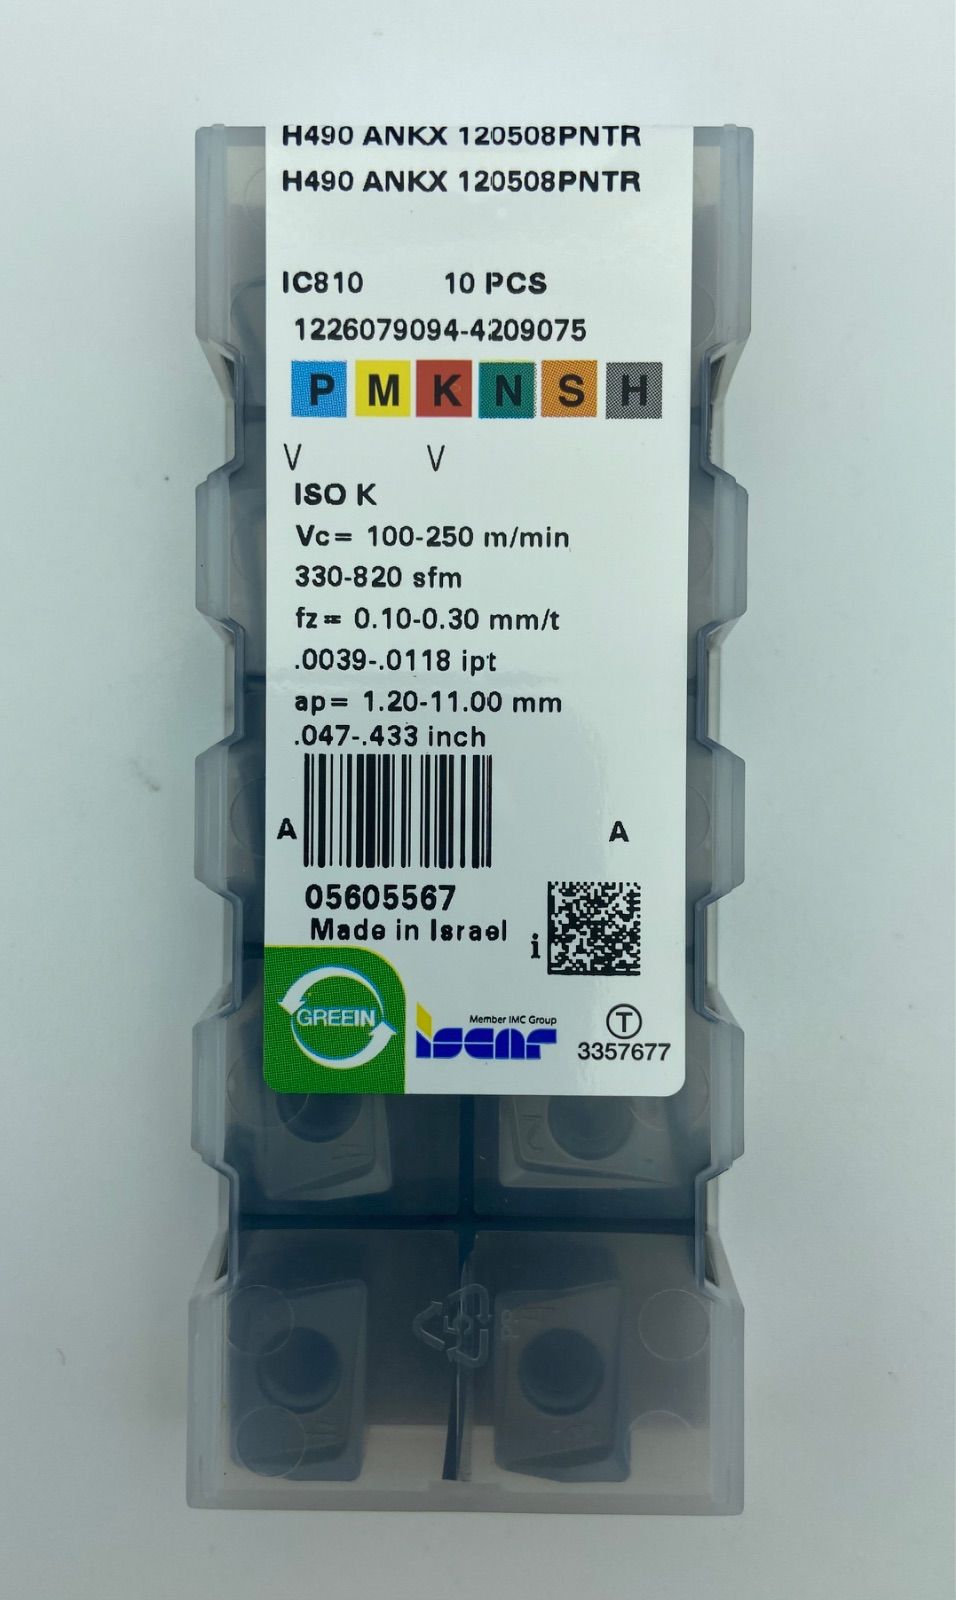 H490 ANKX 120508PNTR
H490 ANKX 120508PNTR
IC810 10 PCS
1226079094-4209075
P M K N S H
V V
ISO K
Vc= 100-250 m/min
330-820 sfm
fz= 0.10-0.30 mm/t
.0039-.0118 ipt
ap= 1.20-11.00 mm
.047-.433 inch
A A
05605567
Made in Israel
i
GREEIN
Member IMC Group
iscar
T
3357677